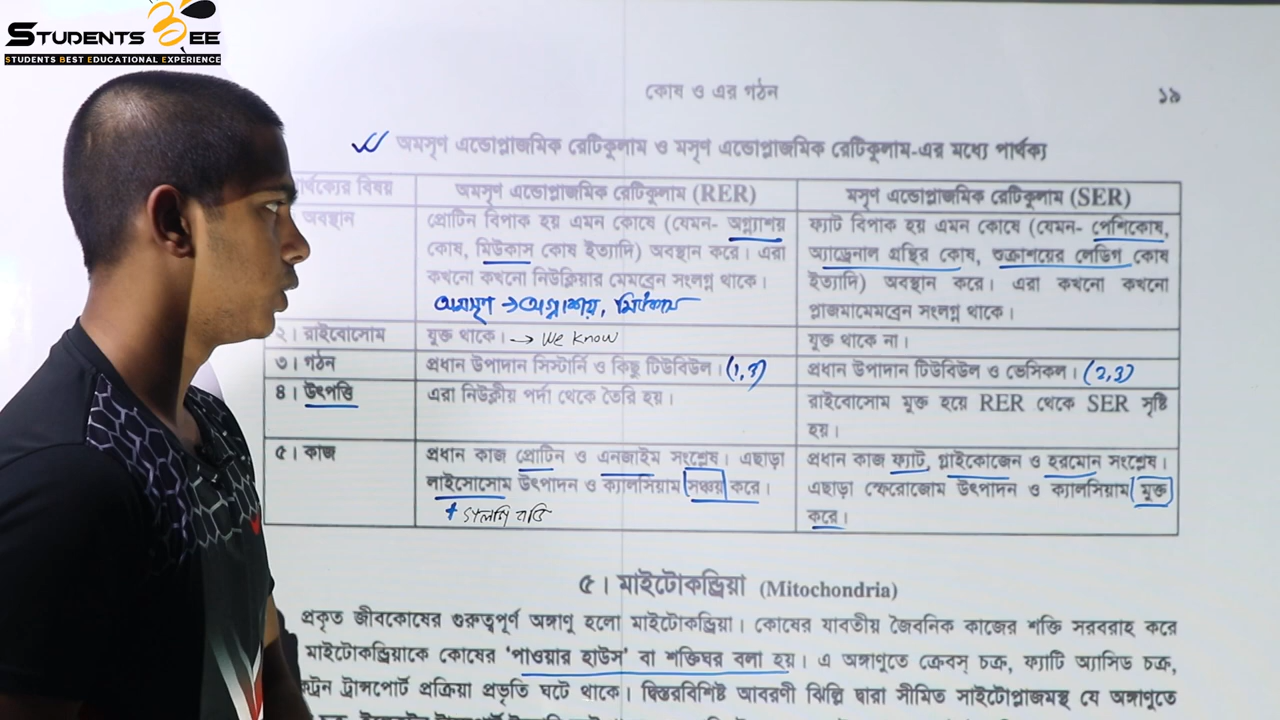 STUDENTS BEE
STUDENTS BEST EDUCATIONAL EXPERIENCE
কোষ ও এর গঠন ১৯
অমসৃণ এন্ডোপ্লাজমিক রেটিকুলাম ও মসৃণ এন্ডোপ্লাজমিক রেটিকুলাম-এর মধ্যে পার্থক্য
র্থক্যের বিষয় অমসৃণ এন্ডোপ্লাজমিক রেটিকুলাম (RER) মসৃণ এন্ডোপ্লাজমিক রেটিকুলাম (SER)
অবস্থান প্রোটিন বিপাক হয় এমন কোষে (যেমন- অগ্ন্যাশয় ফ্যাট বিপাক হয় এমন কোষে (যেমন- পেশিকোষ,
কোষ, মিউকাস কোষ ইত্যাদি) অবস্থান করে। এরা অ্যাড্রেনাল গ্রন্থির কোষ, শুক্রাশয়ের লেডিগ কোষ
কখনো কখনো নিউক্লিয়ার মেমব্রেন সংলগ্ন থাকে। ইত্যাদি) অবস্থান করে। এরা কখনো কখনো
অমসৃণ → অগ্নাশয়, মিউকাস প্লাজমামেমব্রেন সংলগ্ন থাকে।
২। রাইবোসোম যুক্ত থাকে। → We know যুক্ত থাকে না।
৩। গঠন প্রধান উপাদান সিস্টার্নি ও কিছু টিউবিউল। (1,3) প্রধান উপাদান টিউবিউল ও ভেসিকল। (2,3)
৪। উৎপত্তি এরা নিউক্লীয় পর্দা থেকে তৈরি হয়। রাইবোসোম মুক্ত হয়ে RER থেকে SER সৃষ্টি
হয়।
৫। কাজ প্রধান কাজ প্রোটিন ও এনজাইম সংশ্লেষ। এছাড়া প্রধান কাজ ফ্যাট, গ্লাইকোজেন ও হরমোন সংশ্লেষ।
লাইসোসোম উৎপাদন ও ক্যালসিয়াম সঞ্চয় করে। এছাড়া স্ফেরোজোম উৎপাদন ও ক্যালসিয়াম মুক্ত
+ গলগি বডি করে।
৫। মাইটোকন্ড্রিয়া (Mitochondria)
প্রকৃত জীবকোষের গুরুত্বপূর্ণ অঙ্গাণু হলো মাইটোকন্ড্রিয়া। কোষের যাবতীয় জৈবনিক কাজের শক্তি সরবরাহ করে
মাইটোকন্ড্রিয়াকে কোষের 'পাওয়ার হাউস' বা শক্তিঘর বলা হয়। এ অঙ্গাণুতে ক্রেবস্ চক্র, ফ্যাটি অ্যাসিড চক্র,
কট্রন ট্রান্সপোর্ট প্রক্রিয়া প্রভৃতি ঘটে থাকে। দ্বিস্তরবিশিষ্ট আবরণী ঝিল্লি দ্বারা সীমিত সাইটোপ্লাজমস্থ যে অঙ্গাণুতে